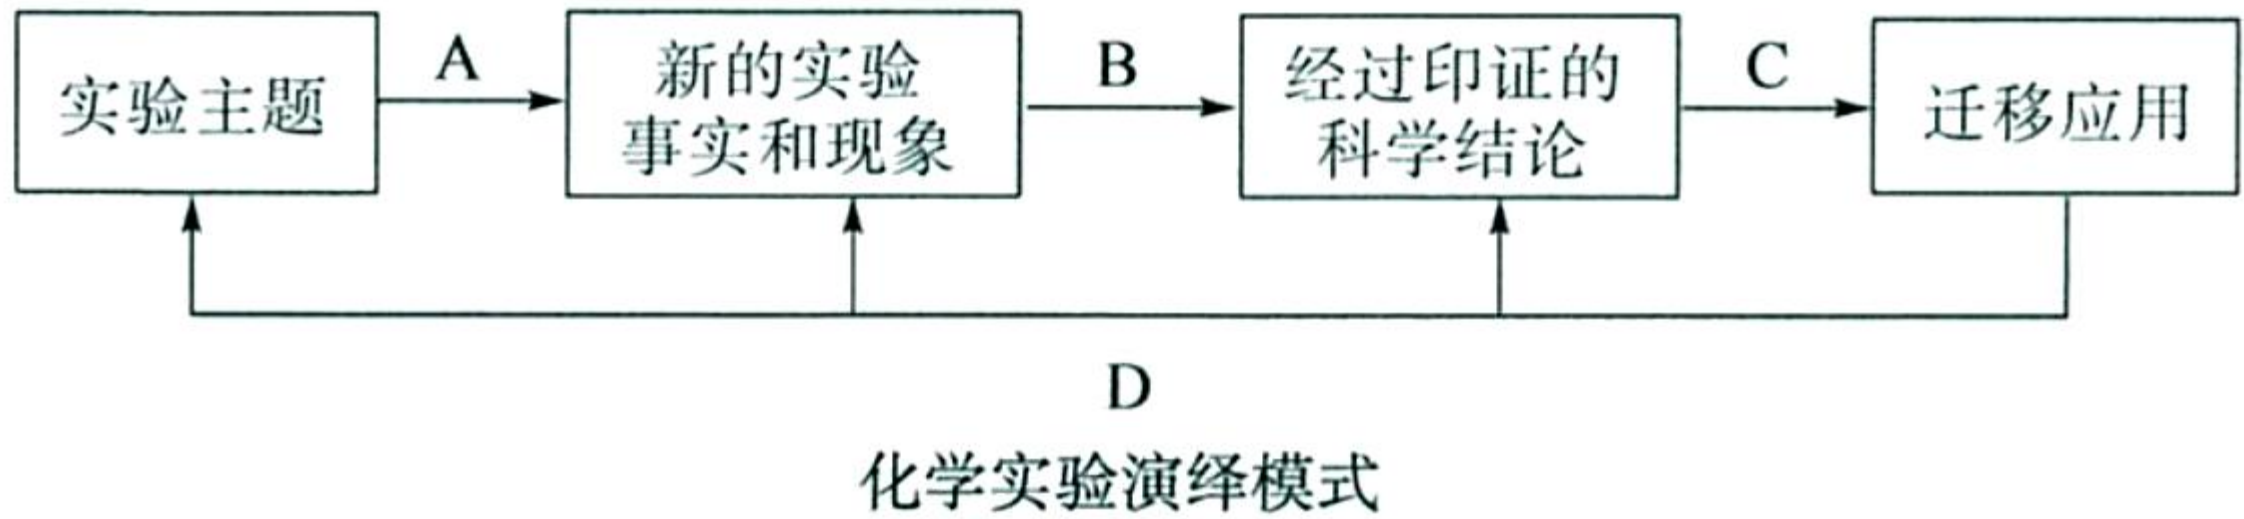 实验主题
A
新的实验
事实和现象
B
经过印证的
科学结论
C
迁移应用
D
化学实验演绎模式